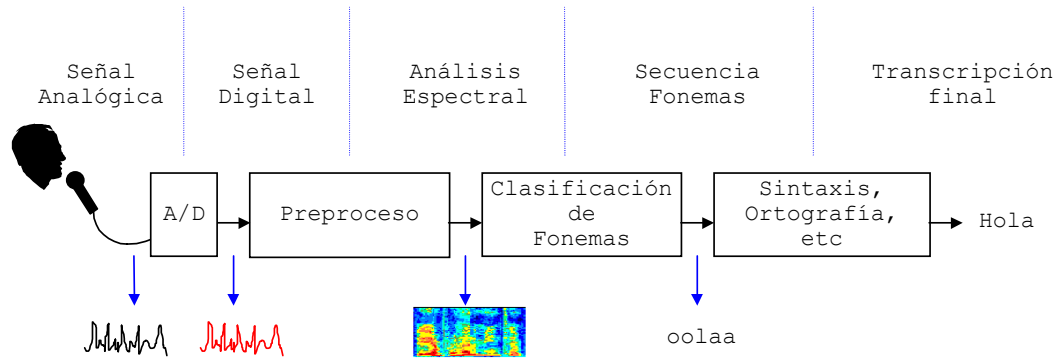 Señal
Analógica
Señal
Digital
Análisis
Espectral
Secuencia
Fonemas
Transcripción
final
A/D
Preproceso
Clasificación
de
Fonemas
Sintaxis,
Ortografía,
etc
Hola
oolaa